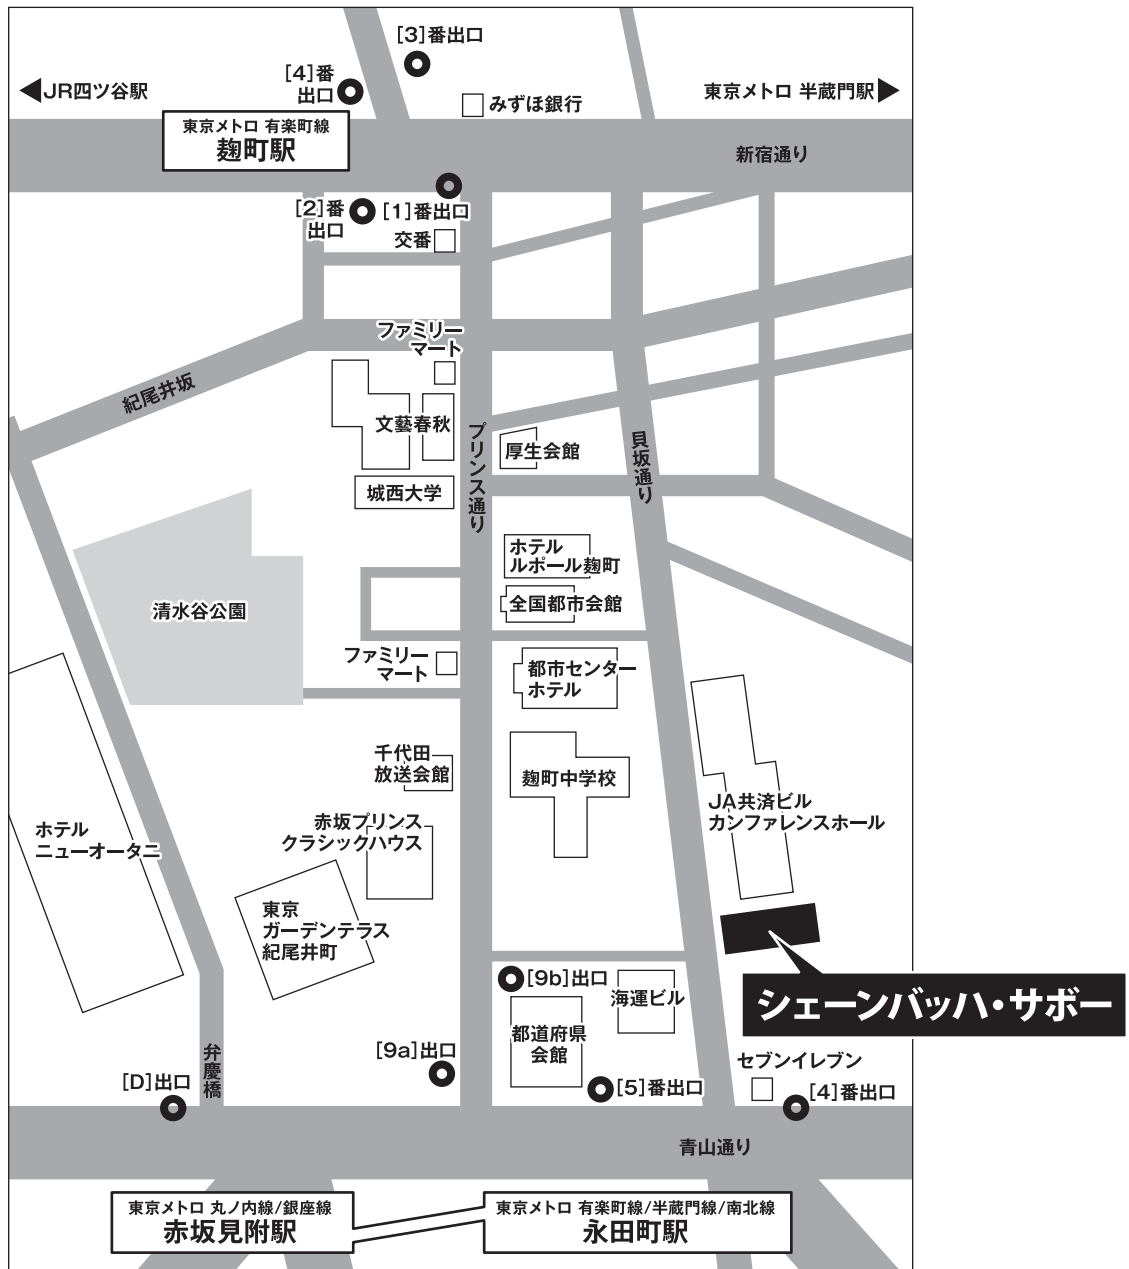 [3]番出口
[4]番
出口
JR四ツ谷駅
東京メトロ 半蔵門駅
みずほ銀行
東京メトロ 有楽町線
麹町駅
新宿通り
[2]番
出口
[1]番出口
交番
ファミリー
マート
紀尾井坂
文藝春秋
プリンス通り
貝坂通り
厚生会館
城西大学
ホテル
ルポール麹町
全国都市会館
清水谷公園
ファミリー
マート
都市センター
ホテル
千代田
放送会館
麹町中学校
JA共済ビル
カンファレンスホール
赤坂プリンス
クラシックハウス
ホテル
ニューオータニ
東京
ガーデンテラス
紀尾井町
[9b]出口
海運ビル
シェーンバッハ・サボー
都道府県
会館
[9a]出口
弁慶橋
セブンイレブン
[D]出口
[5]番出口
[4]番出口
青山通り
東京メトロ 丸ノ内線/銀座線
赤坂見附駅
東京メトロ 有楽町線/半蔵門線/南北線
永田町駅